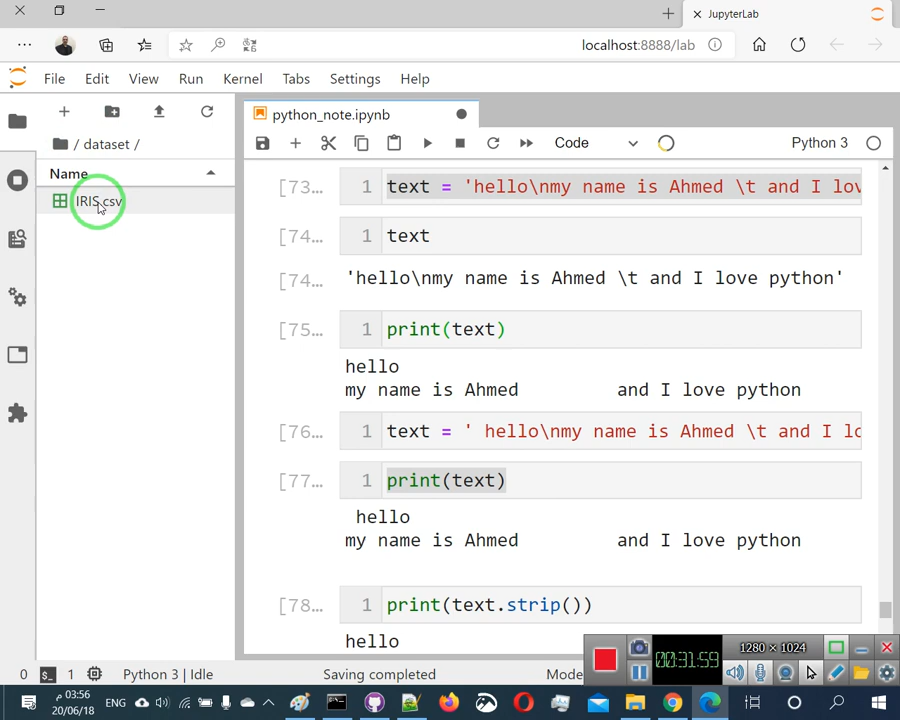 JupyterLab
localhost:8888/lab
File Edit View Run Kernel Tabs Settings Help
python_note.ipynb
/ dataset /
Code
Python 3
Name
IRIS.csv
[73... 1 text = 'hello\nmy name is Ahmed \t and I lov
[74... 1 text
[74... 'hello\nmy name is Ahmed \t and I love python'
[75... 1 print(text)
hello
my name is Ahmed and I love python
[76... 1 text = ' hello\nmy name is Ahmed \t and I lo
[77... 1 print(text)
hello
my name is Ahmed and I love python
[78... 1 print(text.strip())
hello
1280 × 1024
00:31:59
0 1 Python 3 | Idle Saving completed Mode
03:56 م
20/06/18
ENG